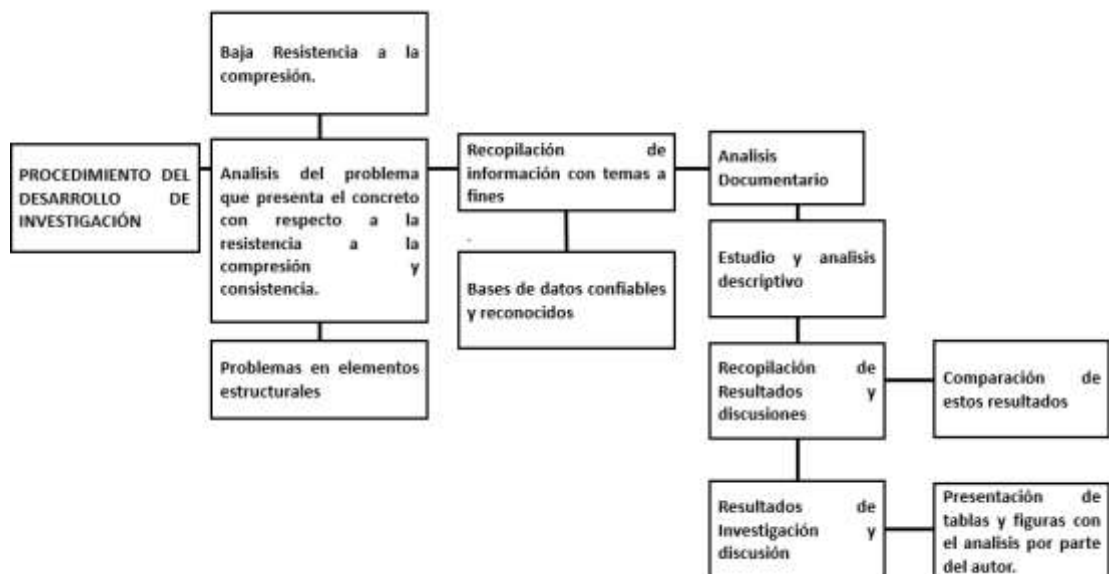 Baja Resistencia a la
compresión.
PROCEDIMIENTO DEL
DESARROLLO DE
INVESTIGACIÓN
Analisis del problema
que presenta el concreto
con respecto a la
resistencia a la
compresión y
consistencia.
Problemas en elementos
estructurales
Recopilación de
información con temas a
fines
Bases de datos confiables
y reconocidos
Analisis
Documentario
Estudio y analisis
descriptivo
Recopilación de
Resultados y
discusiones
Comparación de
estos resultados
Resultados de
Investigación y
discusión
Presentación de
tablas y figuras con
el analisis por parte
del autor.